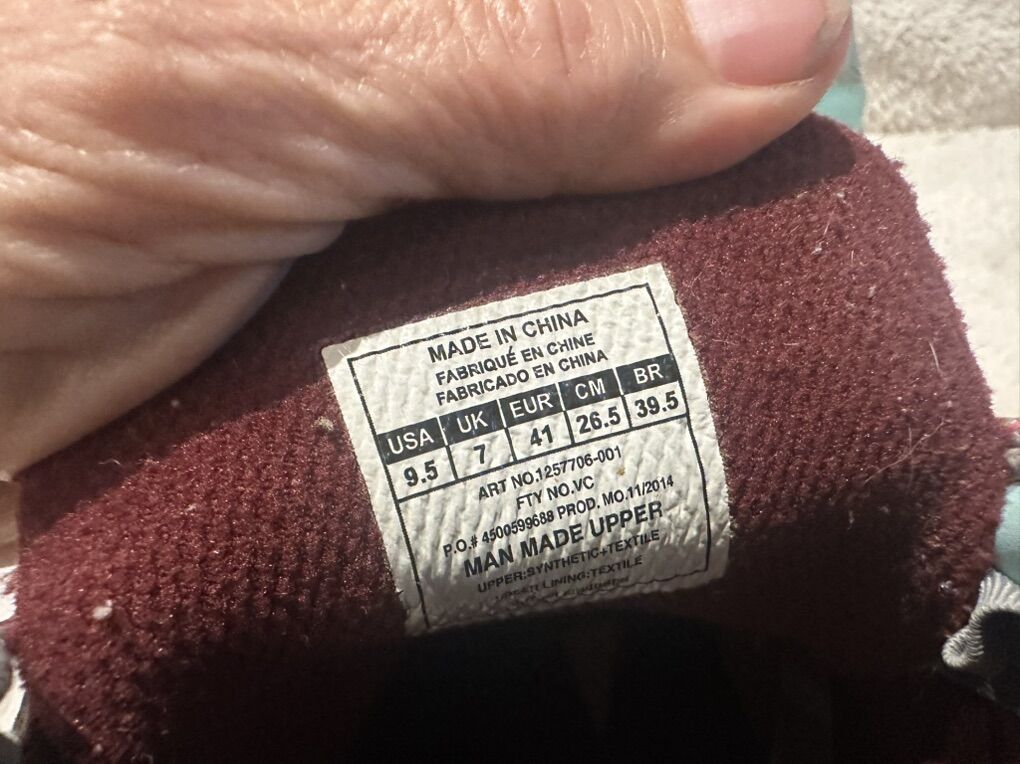 MADE IN CHINA
FABRIQUÉ EN CHINE
FABRICADO EN CHINA
USA UK EUR CM BR
9.5 7 41 26.5 39.5
ART NO.1257706-001
FTY NO.VC
P.O.# 4500599688 PROD. MO.11/2014
MAN MADE UPPER
UPPER:SYNTHETIC+TEXTILE
LINING:TEXTILE